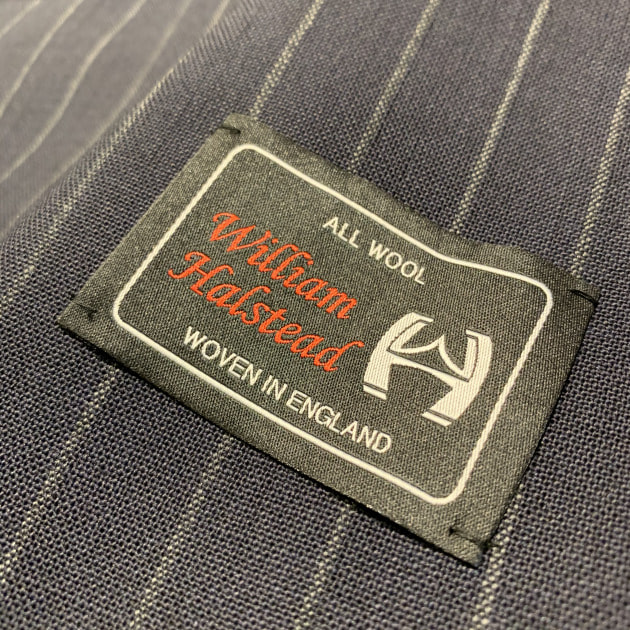 ALL WOOL
William
Halstead
WOVEN IN ENGLAND